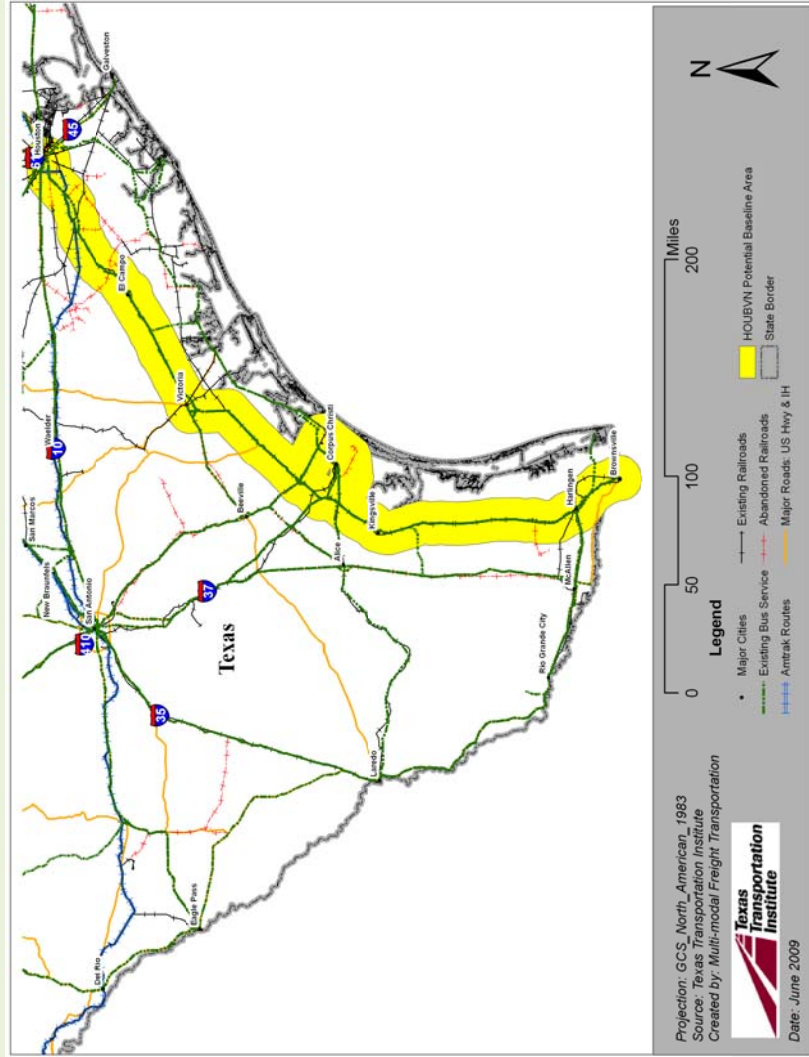 Houston
610
45
Galveston
El Campo
Victoria
10
Woelder
San Marcos
New Braunfels
San Antonio
410
Beeville
Corpus Christi
37
Texas
35
Alice
Kingsville
Laredo
Del Rio
Eagle Pass
Harlingen
McAllen
Rio Grande City
Brownsville
N
Miles
0 50 100 200
Legend
Major Cities
Existing Bus Service
Amtrak Routes
Existing Railroads
Abandoned Railroads
Major Roads: US Hwy & IH
HOUBVN Potential Baseline Area
State Border
Projection: GCS_North_American_1983
Source: Texas Transportation Institute
Created by: Multi-modal Freight Transportation
Texas
Transportation
Institute
Date: June 2009